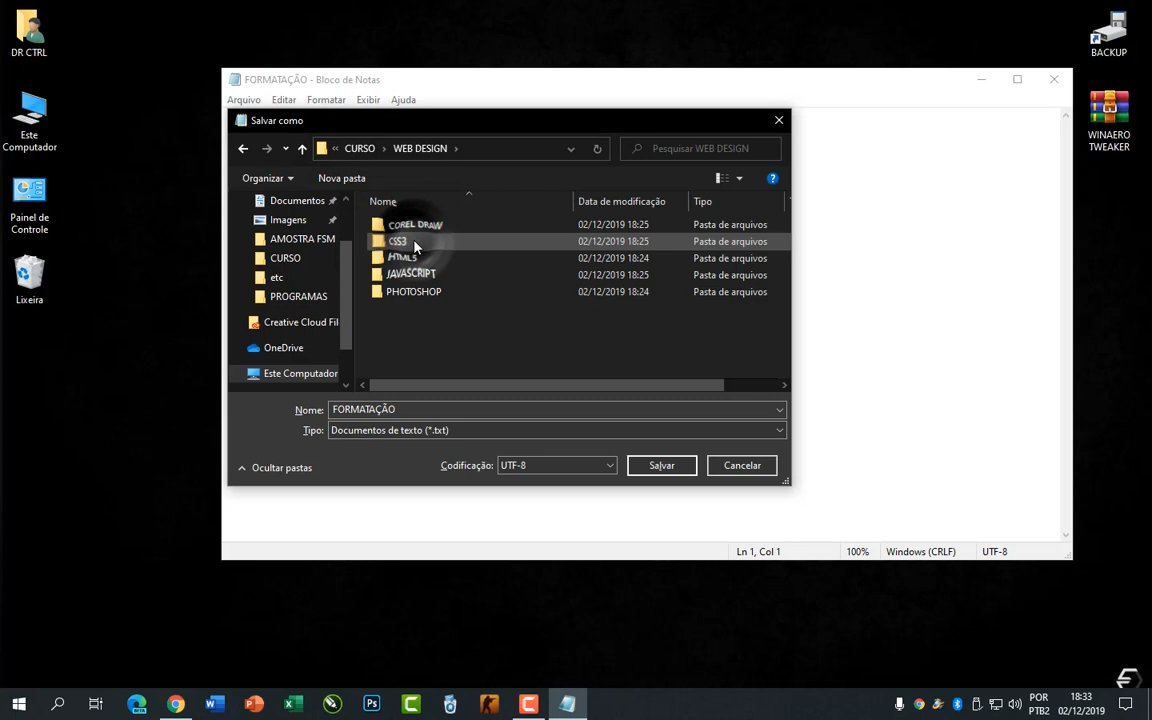 DR CTRL
Este
Computador
Painel de
Controle
Lixeira
BACKUP
WINAERO
TWEAKER
FORMATAÇÃO - Bloco de Notas
Arquivo Editar Formatar Exibir Ajuda
Salvar como
« CURSO › WEB DESIGN ›
Pesquisar WEB DESIGN
Organizar Nova pasta
Documentos
Imagens
AMOSTRA FSM
CURSO
etc
PROGRAMAS
Creative Cloud Fil
OneDrive
Este Computador
Nome Data de modificação Tipo
COREL DRAW 02/12/2019 18:25 Pasta de arquivos
CSS3 02/12/2019 18:25 Pasta de arquivos
HTML5 02/12/2019 18:24 Pasta de arquivos
JAVASCRIPT 02/12/2019 18:25 Pasta de arquivos
PHOTOSHOP 02/12/2019 18:24 Pasta de arquivos
Nome: FORMATAÇÃO
Tipo: Documentos de texto (*.txt)
Ocultar pastas Codificação: UTF-8 Salvar Cancelar
Ln 1, Col 1 100% Windows (CRLF) UTF-8
POR 18:33
PTB2 02/12/2019